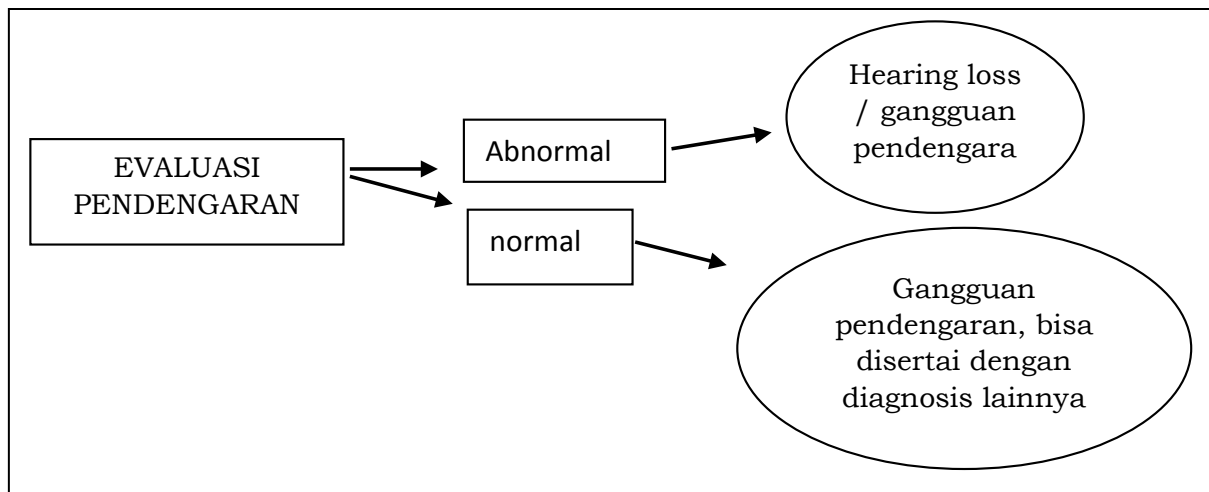 EVALUASI
PENDENGARAN
Abnormal
normal
Hearing loss
/ gangguan
pendengara
Gangguan
pendengaran, bisa
disertai dengan
diagnosis lainnya